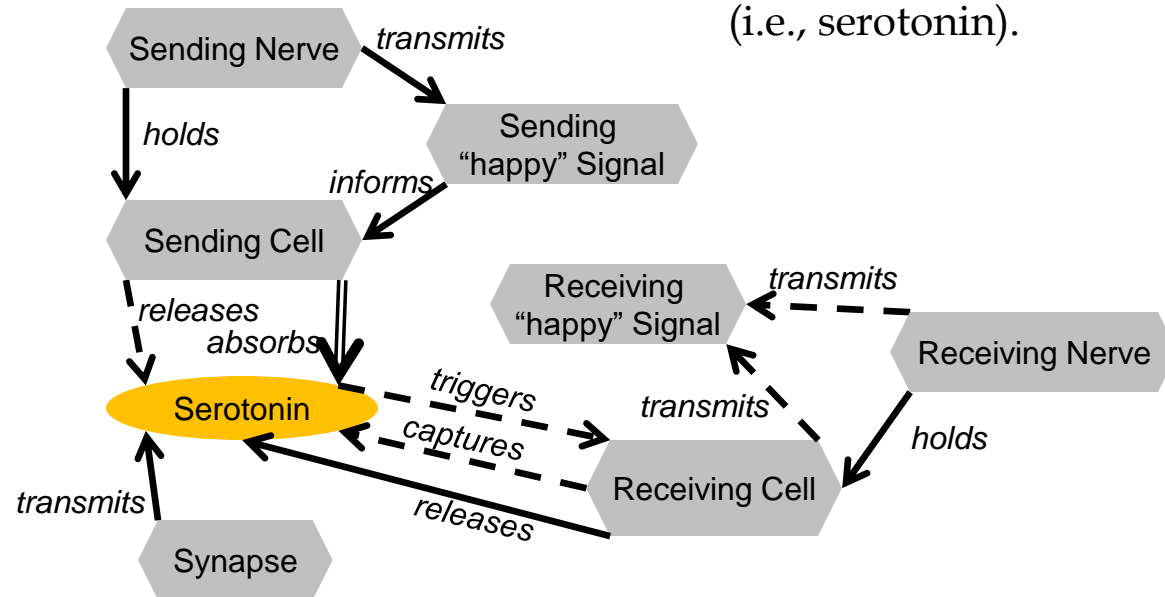 (i.e., serotonin).
Sending Nerve
transmits
holds
Sending
“happy” Signal
informs
Sending Cell
releases
absorbs
Receiving
“happy” Signal
transmits
Receiving Nerve
Serotonin
triggers
captures
transmits
holds
releases
Receiving Cell
transmits
Synapse